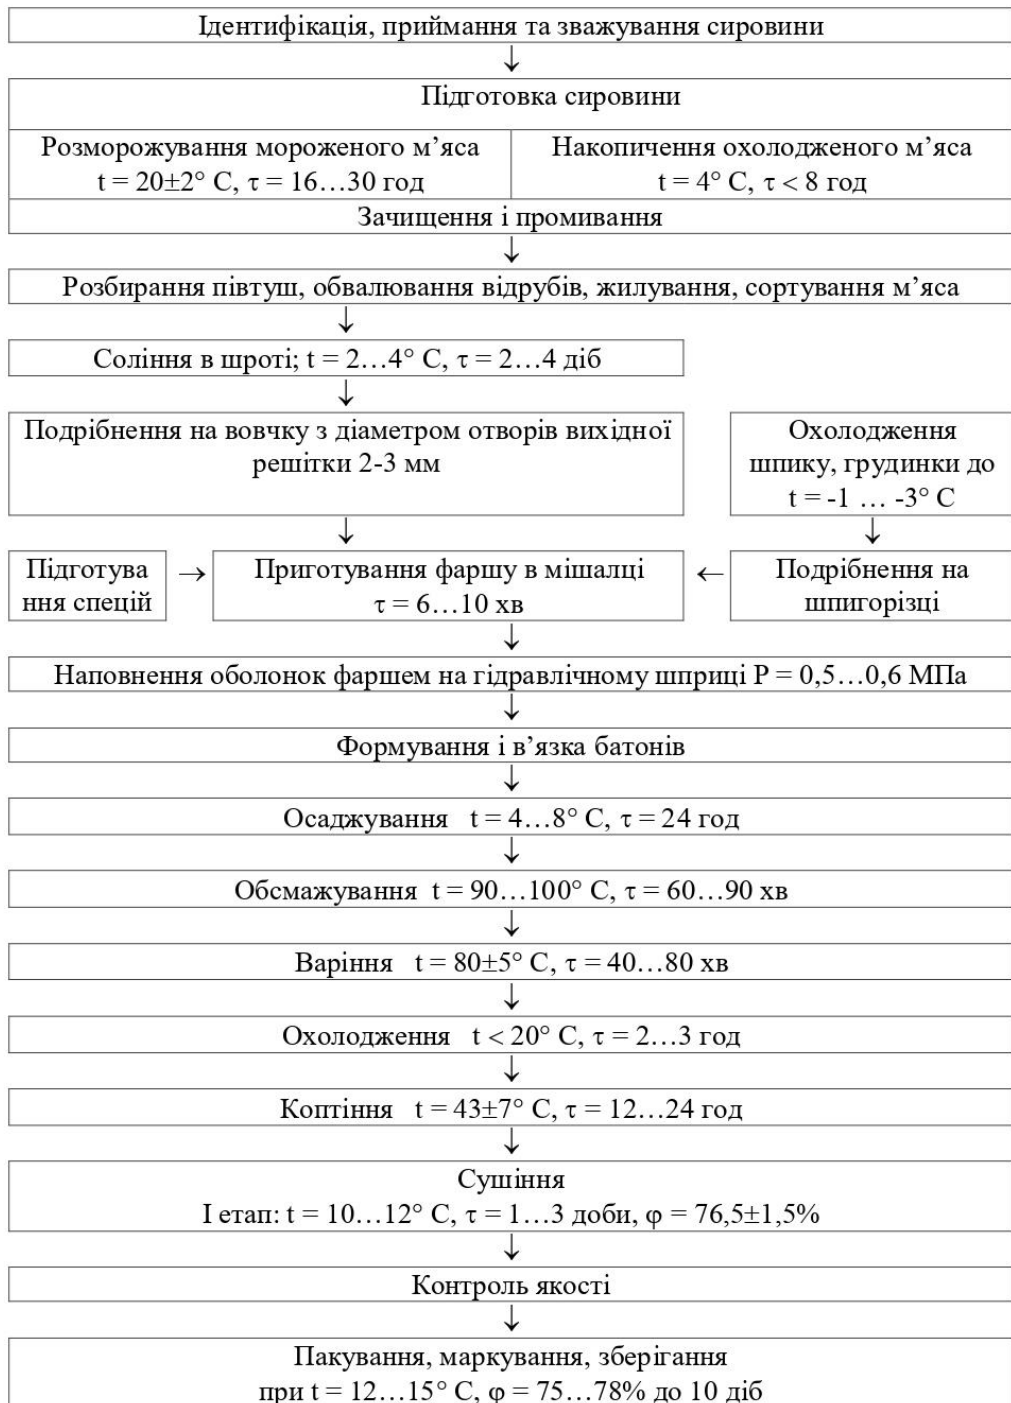 Ідентифікація, приймання та зважування сировини
↓
Підготовка сировини
Розморожування мороженого м’яса
t = 20±2° С, τ = 16…30 год
Накопичення охолодженого м’яса
t = 4° С, τ < 8 год
Зачищення і промивання
↓
Розбирання півтуш, обвалювання відрубів, жилування, сортування м’яса
↓
Соління в шроті; t = 2…4° С, τ = 2…4 діб
↓
Подрібнення на вовчку з діаметром отворів вихідної
решітки 2-3 мм
Охолодження
шпику, грудинки до
t = -1 … -3° С
↓ ↓
Підготува
ння спецій
→
Приготування фаршу в мішалці
τ = 6…10 хв
←
Подрібнення на
шпигорізці
↓
Наповнення оболонок фаршем на гідравлічному шприці Р = 0,5…0,6 МПа
↓
Формування і в’язка батонів
↓
Осаджування t = 4…8° С, τ = 24 год
↓
Обсмажування t = 90…100° С, τ = 60…90 хв
↓
Варіння t = 80±5° С, τ = 40…80 хв
↓
Охолодження t < 20° С, τ = 2…3 год
↓
Коптіння t = 43±7° С, τ = 12…24 год
↓
Сушіння
І етап: t = 10…12° С, τ = 1…3 доби, φ = 76,5±1,5%
↓
Контроль якості
↓
Пакування, маркування, зберігання
при t = 12…15° С, φ = 75…78% до 10 діб